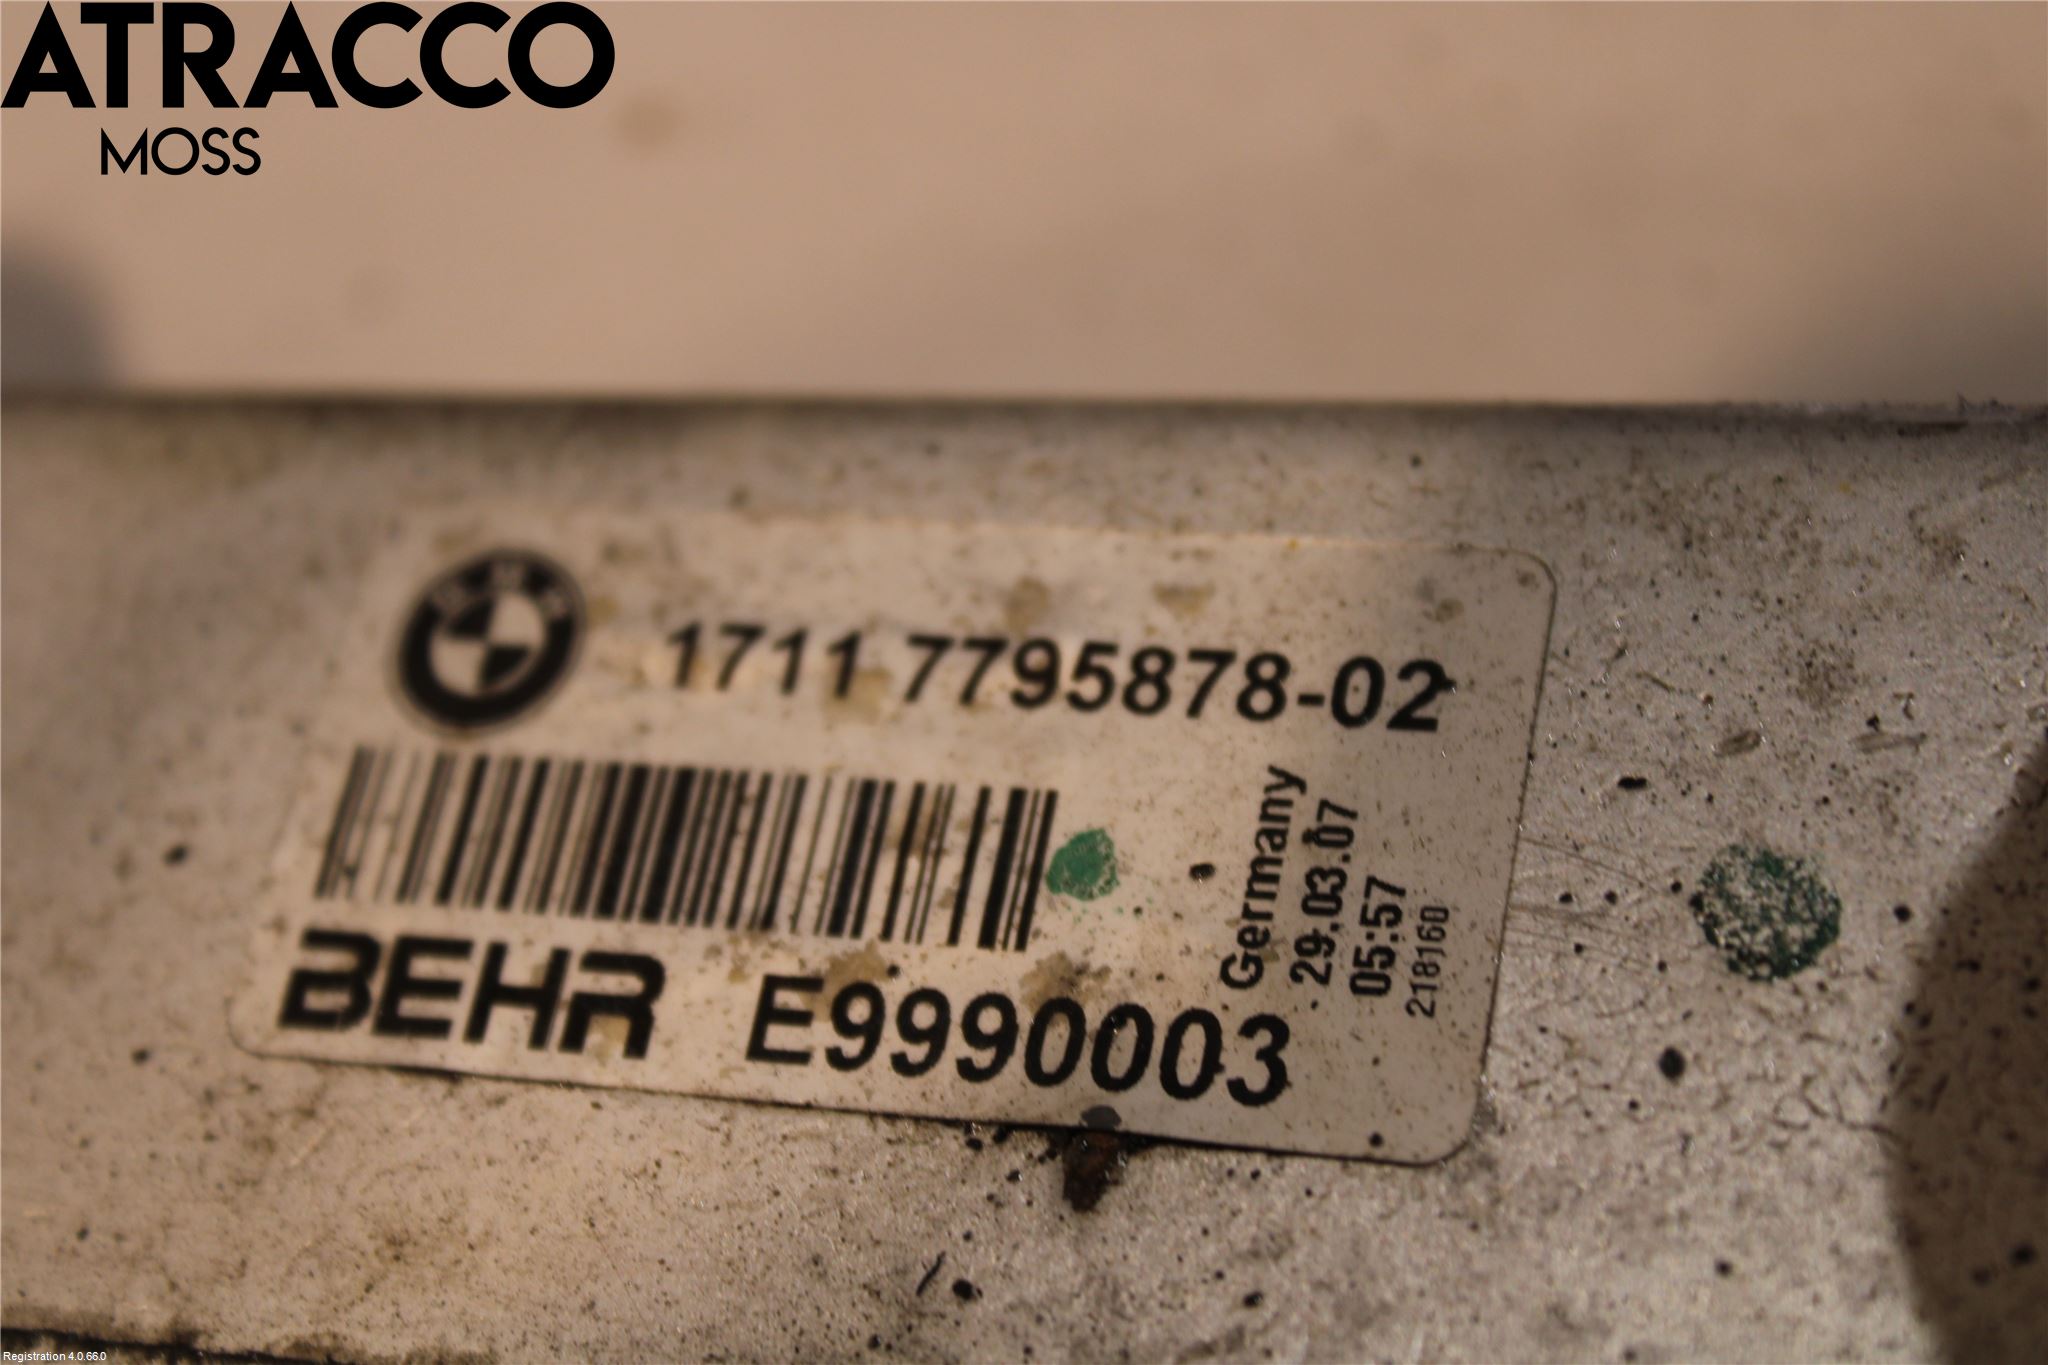 ATRACCO
MOSS
1711 7795878-02
Germany
29.03.07
05:57
218160
BEHR E9990003
Registration 4.0.66.0